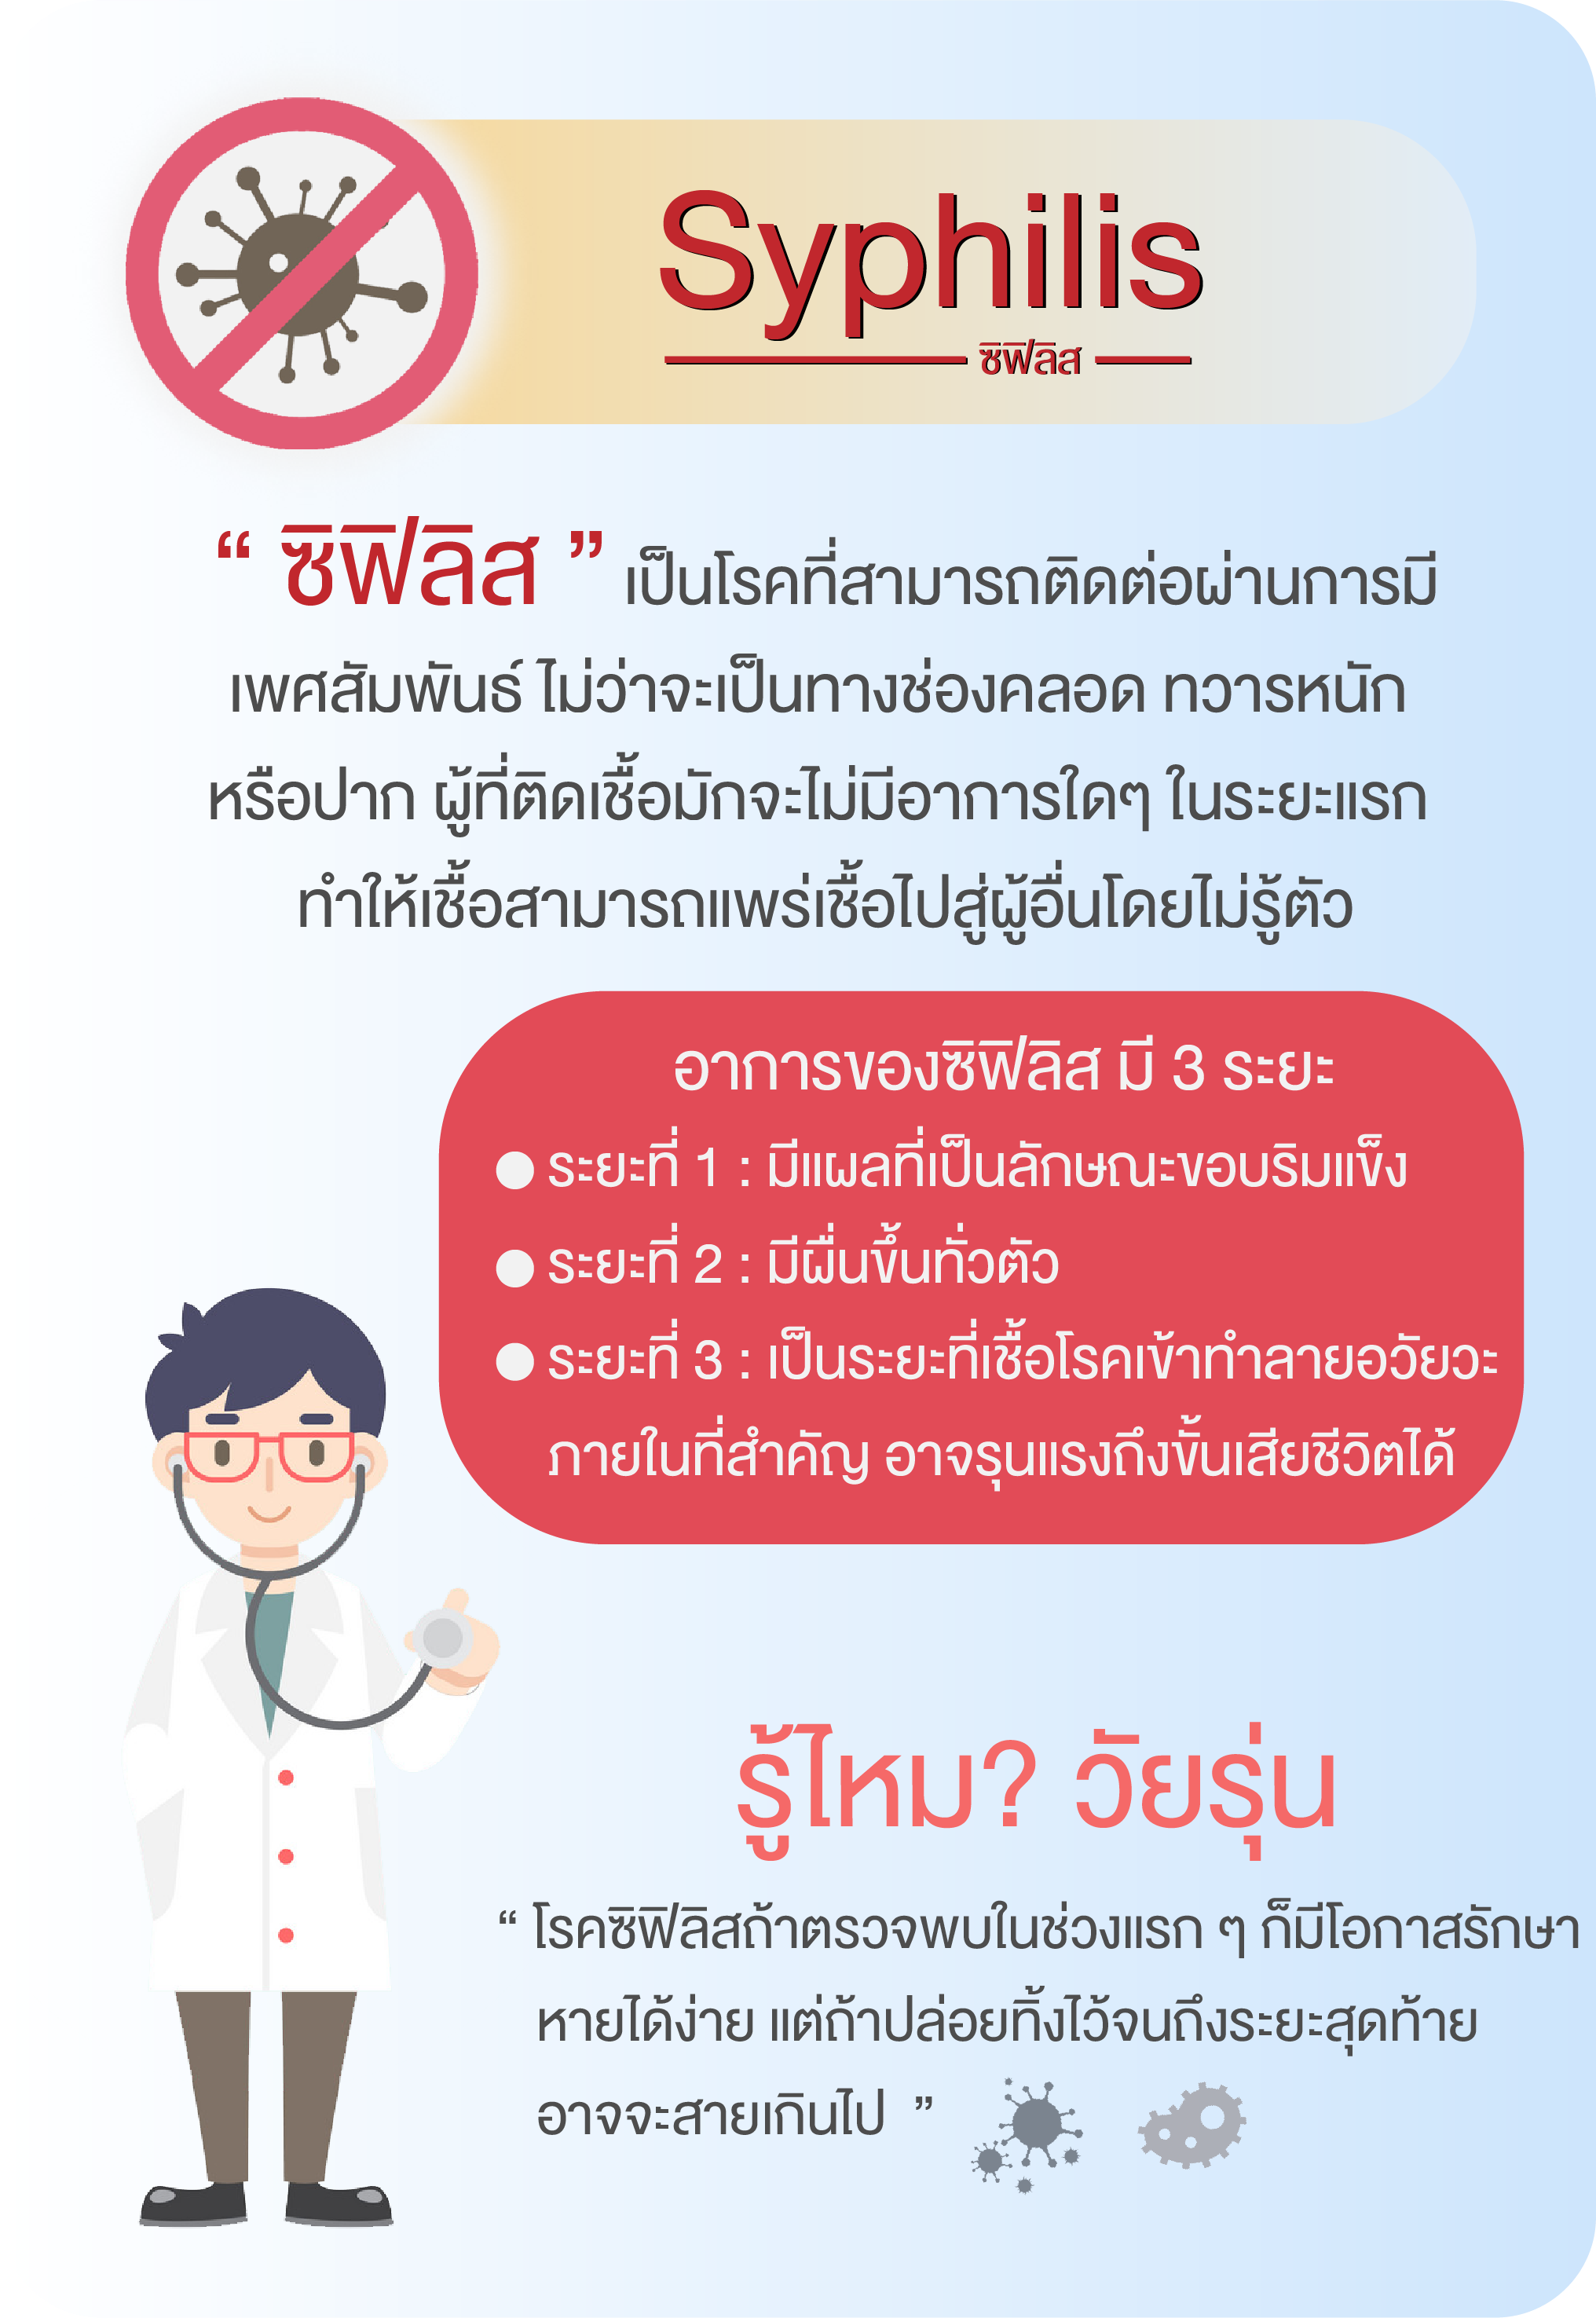 Syphilis
ซิฟิลิส
“ ซิฟิลิส ” เป็นโรคที่สามารถติดต่อผ่านการมี
เพศสัมพันธ์ ไม่ว่าจะเป็นทางช่องคลอด ทวารหนัก
หรือปาก ผู้ที่ติดเชื้อมักจะไม่มีอาการใดๆ ในระยะแรก
ทำให้เชื้อสามารถแพร่เชื้อไปสู่ผู้อื่นโดยไม่รู้ตัว
อาการของซิฟิลิส มี 3 ระยะ
● ระยะที่ 1 : มีแผลที่เป็นลักษณะขอบริมแข็ง
● ระยะที่ 2 : มีผื่นขึ้นทั่วตัว
● ระยะที่ 3 : เป็นระยะที่เชื้อโรคเข้าทำลายอวัยวะ
ภายในที่สำคัญ อาจรุนแรงถึงขั้นเสียชีวิตได้
รู้ไหม? วัยรุ่น
“ โรคซิฟิลิสถ้าตรวจพบในช่วงแรก ๆ ก็มีโอกาสรักษา
หายได้ง่าย แต่ถ้าปล่อยทิ้งไว้จนถึงระยะสุดท้าย
อาจจะสายเกินไป ”